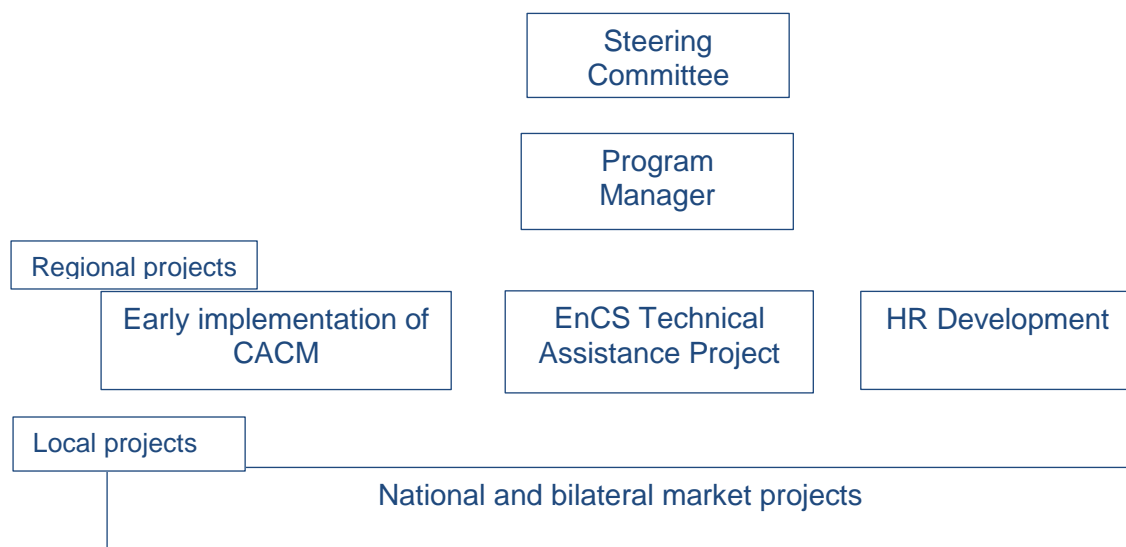 Steering
Committee
Program
Manager
Regional projects
Early implementation of
CACM
EnCS Technical
Assistance Project
HR Development
Local projects
National and bilateral market projects